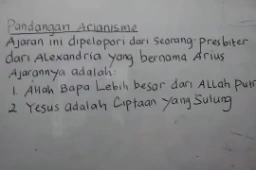 Pandangan Arianisme
Ajaran ini dipelopori dari seorang presbiter
dari Alexandria yang bernama Arius
Ajarannya adalah:
1. Allah Bapa Lebih besar dari Allah Putr
2 Yesus adalah Ciptaan yang Sulung